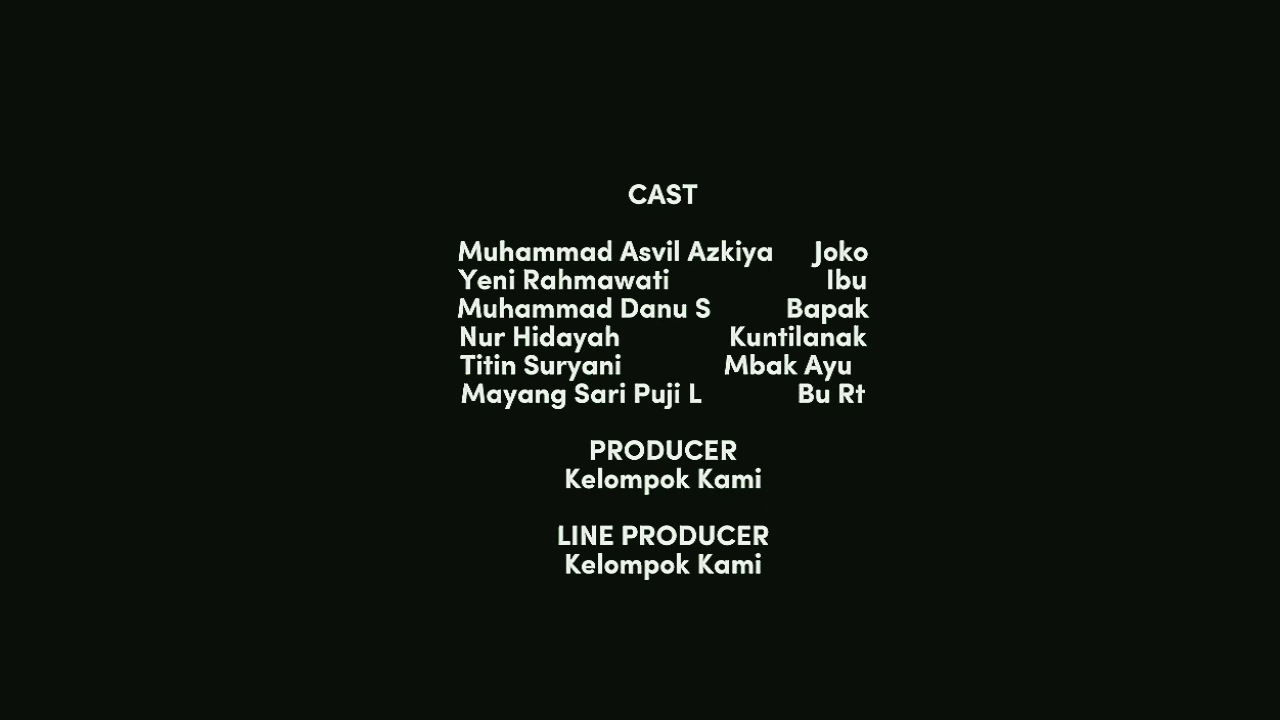 CAST
Muhammad Asvil Azkiya Joko
Yeni Rahmawati Ibu
Muhammad Danu S Bapak
Nur Hidayah Kuntilanak
Titin Suryani Mbak Ayu
Mayang Sari Puji L Bu Rt
PRODUCER
Kelompok Kami
LINE PRODUCER
Kelompok Kami